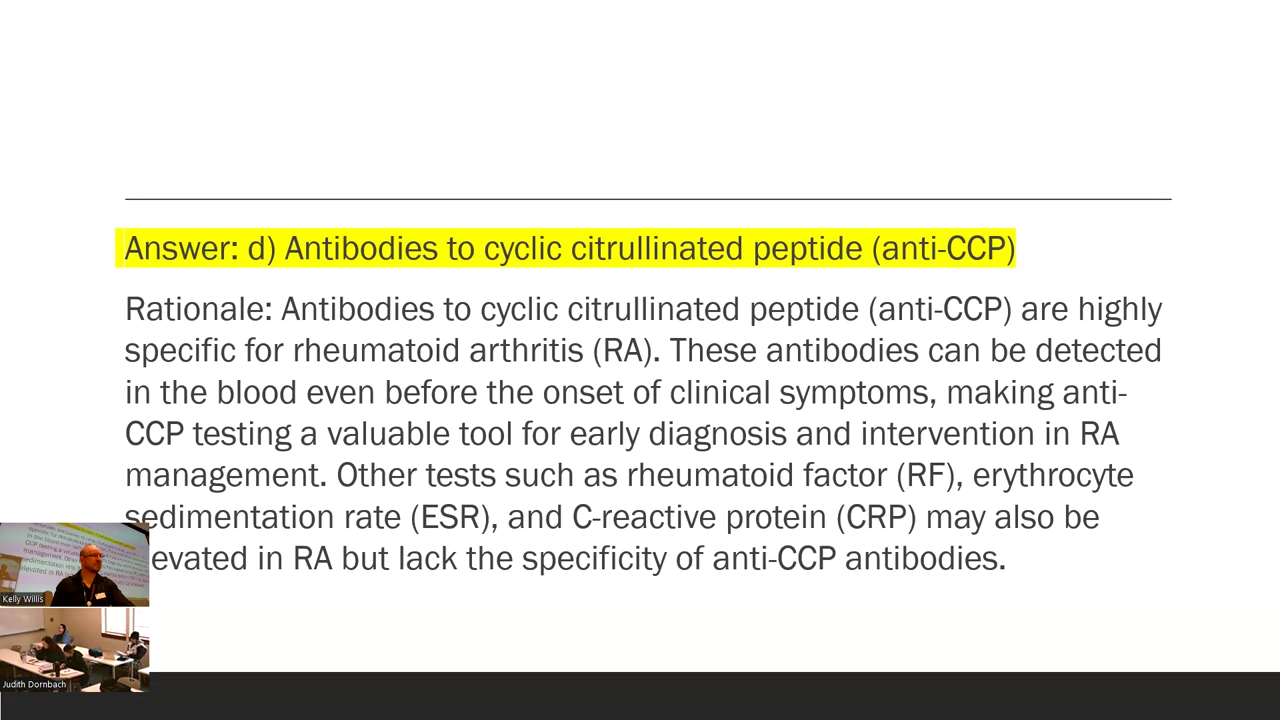 Answer: d) Antibodies to cyclic citrullinated peptide (anti-CCP)
Rationale: Antibodies to cyclic citrullinated peptide (anti-CCP) are highly
specific for rheumatoid arthritis (RA). These antibodies can be detected
in the blood even before the onset of clinical symptoms, making anti-
CCP testing a valuable tool for early diagnosis and intervention in RA
management. Other tests such as rheumatoid factor (RF), erythrocyte
sedimentation rate (ESR), and C-reactive protein (CRP) may also be
evated in RA but lack the specificity of anti-CCP antibodies.
Kelly Willis
Judith Dornbach